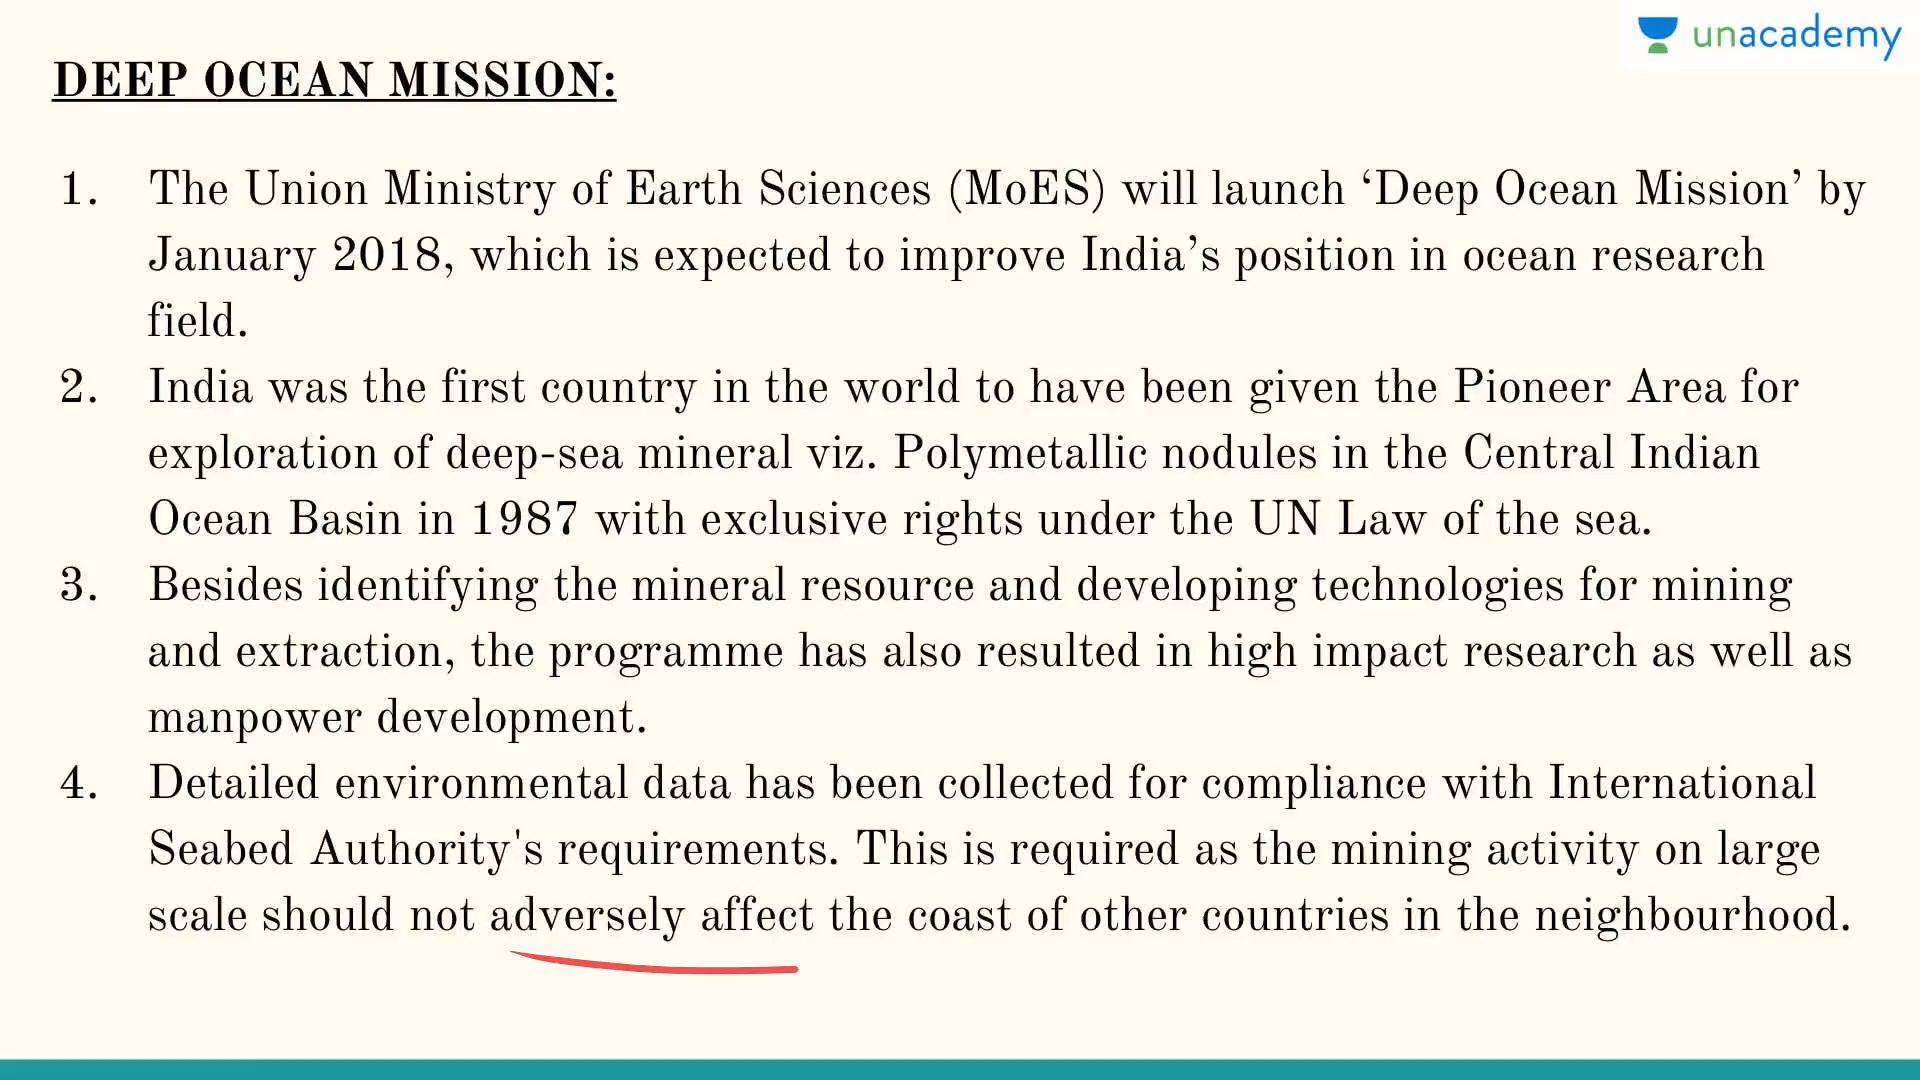 unacademy
DEEP OCEAN MISSION:
1. The Union Ministry of Earth Sciences (MoES) will launch ‘Deep Ocean Mission’ by
January 2018, which is expected to improve India’s position in ocean research
field.
2. India was the first country in the world to have been given the Pioneer Area for
exploration of deep-sea mineral viz. Polymetallic nodules in the Central Indian
Ocean Basin in 1987 with exclusive rights under the UN Law of the sea.
3. Besides identifying the mineral resource and developing technologies for mining
and extraction, the programme has also resulted in high impact research as well as
manpower development.
4. Detailed environmental data has been collected for compliance with International
Seabed Authority's requirements. This is required as the mining activity on large
scale should not adversely affect the coast of other countries in the neighbourhood.